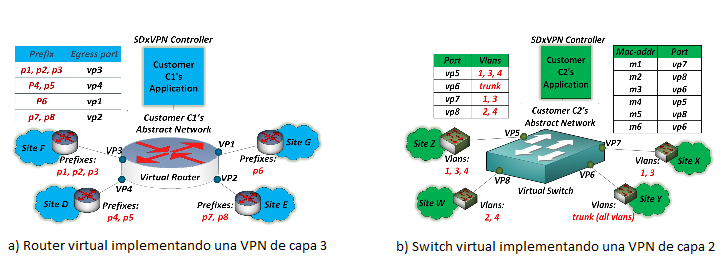 SDxVPN Controller
Prefix Egress port
p1, p2, p3 vp3
P4, p5 vp4
P6 vp1
p7, p8 vp2
Customer
C1's
Application
Customer C1's
Abstract Network
Site F
VP3
Prefixes:
p1, p2, p3
VP1
Site G
Prefixes:
p6
Virtual Router
VP4
Site D
Prefixes:
p4, p5
VP2
Prefixes:
p7, p8
Site E
a) Router virtual implementando una VPN de capa 3
SDxVPN Controller
Port Vlans
vp5 1, 3, 4
vp6 trunk
vp7 1, 3
vp8 2, 4
Customer
C2's
Application
Mac-addr Port
m1 vp7
m2 vp8
m3 vp6
m4 vp5
m5 vp8
m6 vp6
Customer C2's
Abstract Network
Site Z
VP5
Vlans:
1, 3, 4
VP7
Site X
Vlans:
1, 3
VP8
Virtual Switch
VP6
Site W
Vlans:
2, 4
Site Y
Vlans:
trunk (all vlans)
b) Switch virtual implementando una VPN de capa 2